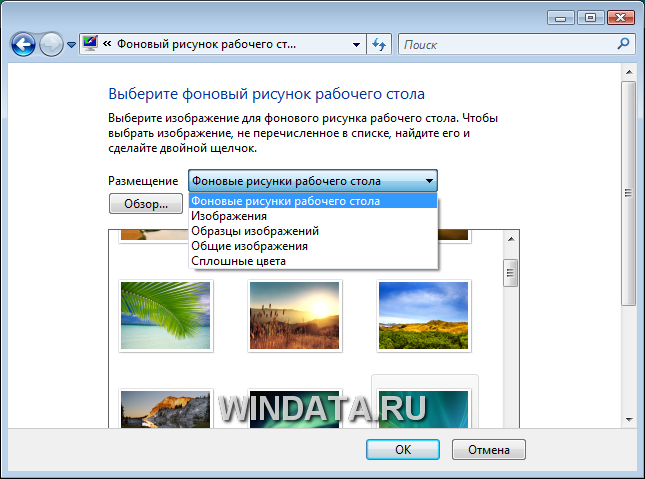 Фоновый рисунок рабочего ст...
Поиск
Выберите фоновый рисунок рабочего стола
Выберите изображение для фонового рисунка рабочего стола. Чтобы
выбрать изображение, не перечисленное в списке, найдите его и
сделайте двойной щелчок.
Размещение
Фоновые рисунки рабочего стола
Обзор...
Фоновые рисунки рабочего стола
Изображения
Образцы изображений
Общие изображения
Сплошные цвета
WINDATA.RU
OK
Отмена